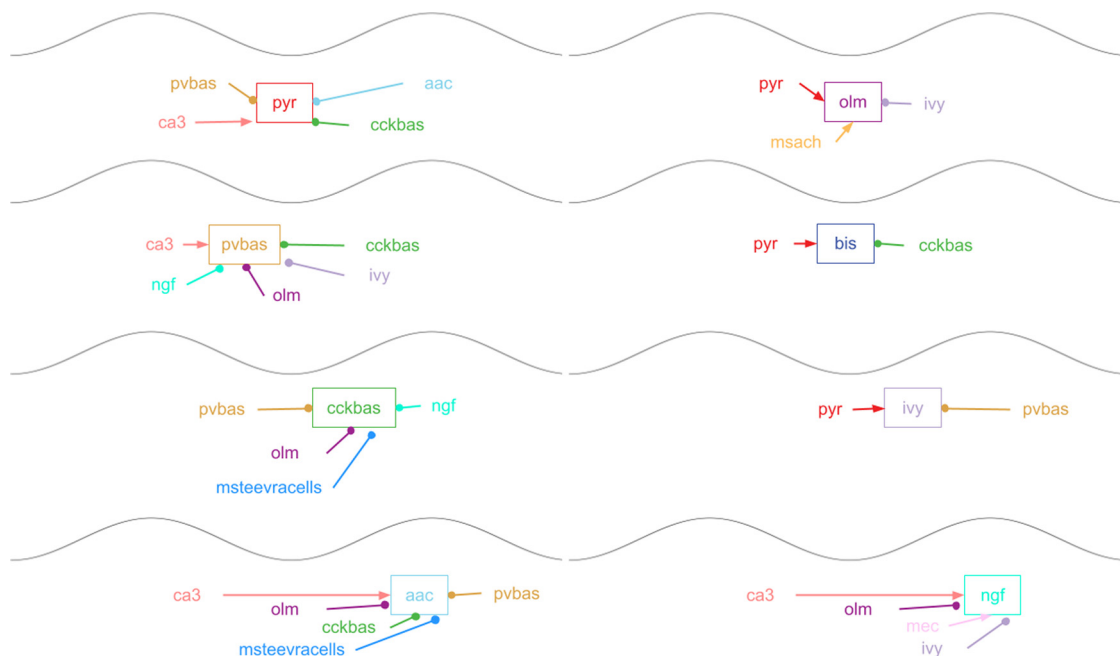 pvbas
aac
pyr
ca3
cckbas
pyr
olm
ivy
msach
ca3
pvbas
cckbas
ivy
ngf
olm
pyr
bis
cckbas
pvbas
cckbas
ngf
olm
msteevracells
pyr
ivy
pvbas
ca3
aac
pvbas
olm
cckbas
msteevracells
ca3
ngf
olm
mec
ivy